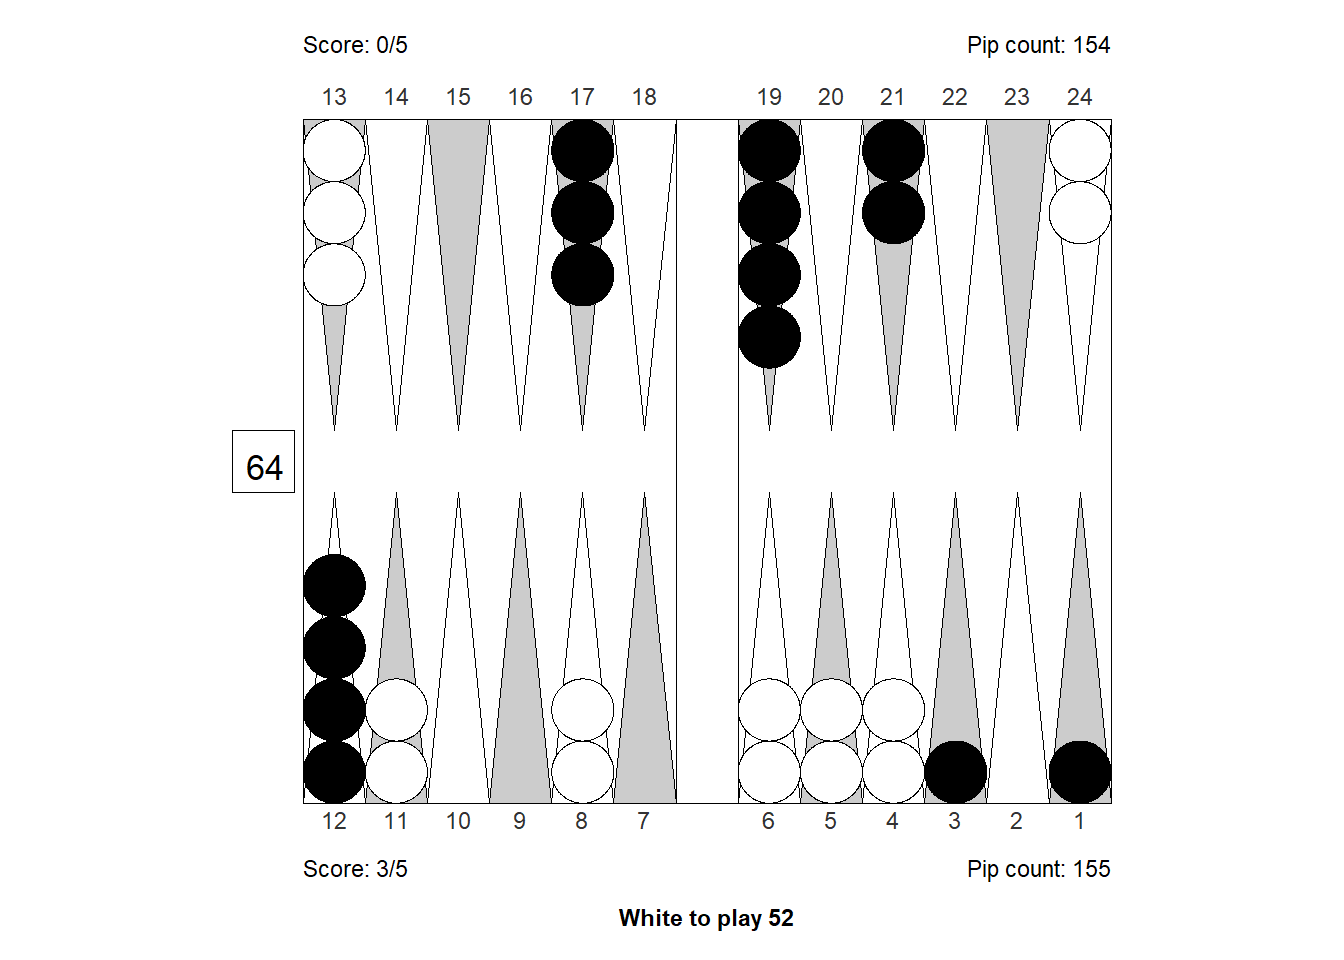 Score: 0/5 Pip count: 154
13 14 15 16 17 18 19 20 21 22 23 24
64
12 11 10 9 8 7 6 5 4 3 2 1
Score: 3/5 Pip count: 155
White to play 52